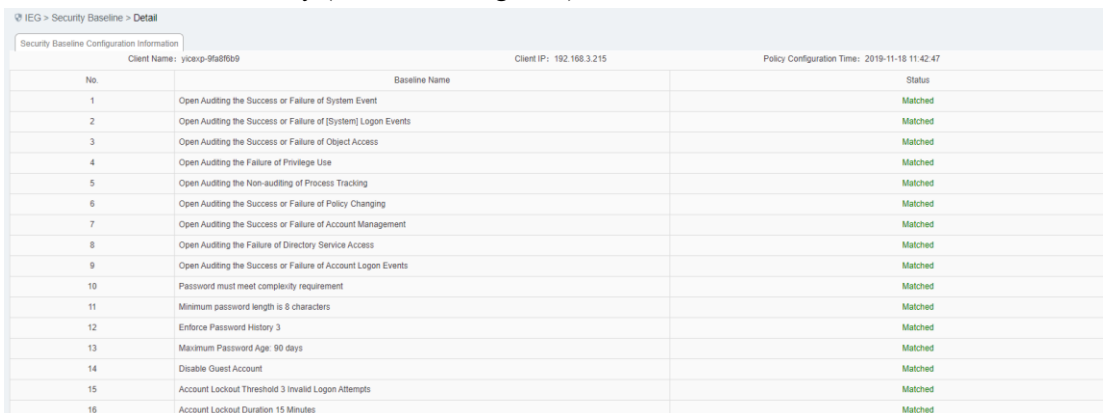 IEG > Security Baseline > Detail
Security Baseline Configuration Information
Client Name: yicexp-9fa8f6b9 Client IP: 192.168.3.215 Policy Configuration Time: 2019-11-18 11:42:47
No. Baseline Name Status
1 Open Auditing the Success or Failure of System Event Matched
2 Open Auditing the Success or Failure of [System] Logon Events Matched
3 Open Auditing the Success or Failure of Object Access Matched
4 Open Auditing the Failure of Privilege Use Matched
5 Open Auditing the Non-auditing of Process Tracking Matched
6 Open Auditing the Success or Failure of Policy Changing Matched
7 Open Auditing the Success or Failure of Account Management Matched
8 Open Auditing the Failure of Directory Service Access Matched
9 Open Auditing the Success or Failure of Account Logon Events Matched
10 Password must meet complexity requirement Matched
11 Minimum password length is 8 characters Matched
12 Enforce Password History 3 Matched
13 Maximum Password Age: 90 days Matched
14 Disable Guest Account Matched
15 Account Lockout Threshold 3 Invalid Logon Attempts Matched
16 Account Lockout Duration 15 Minutes Matched